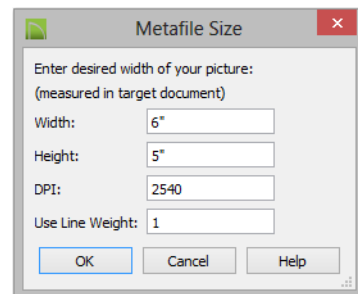 Metafile Size
Enter desired width of your picture:
(measured in target document)
Width: 6"
Height: 5"
DPI: 2540
Use Line Weight: 1
OK Cancel Help